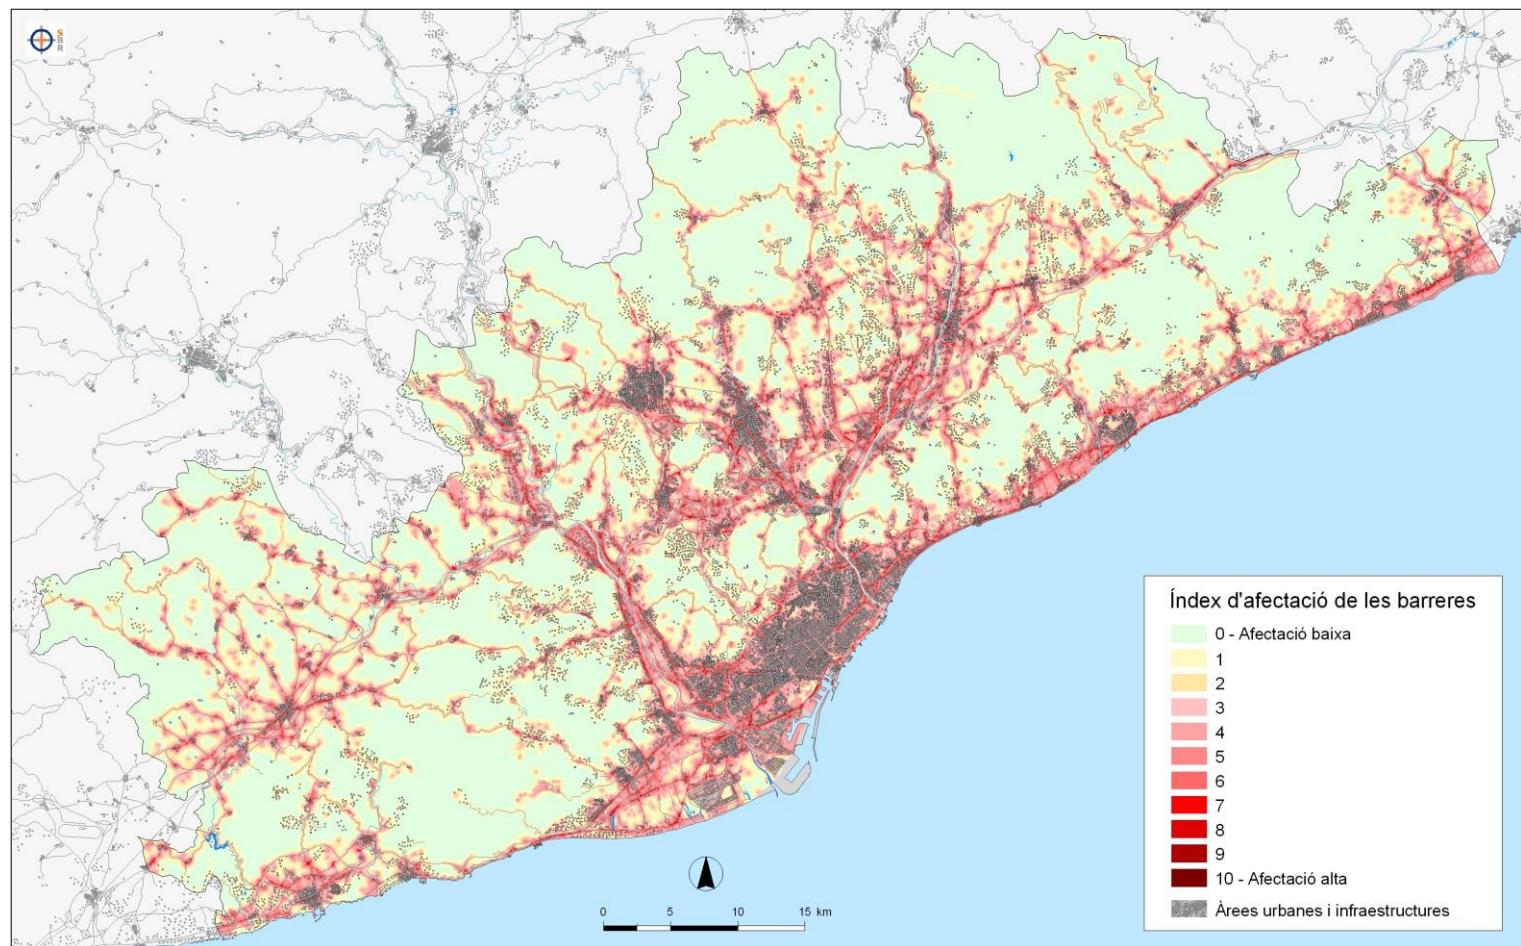 S
B
R
Índex d'afectació de les barreres
0 - Afectació baixa
1
2
3
4
5
6
7
8
9
10 - Afectació alta
Àrees urbanes i infraestructures
0 5 10 15 km